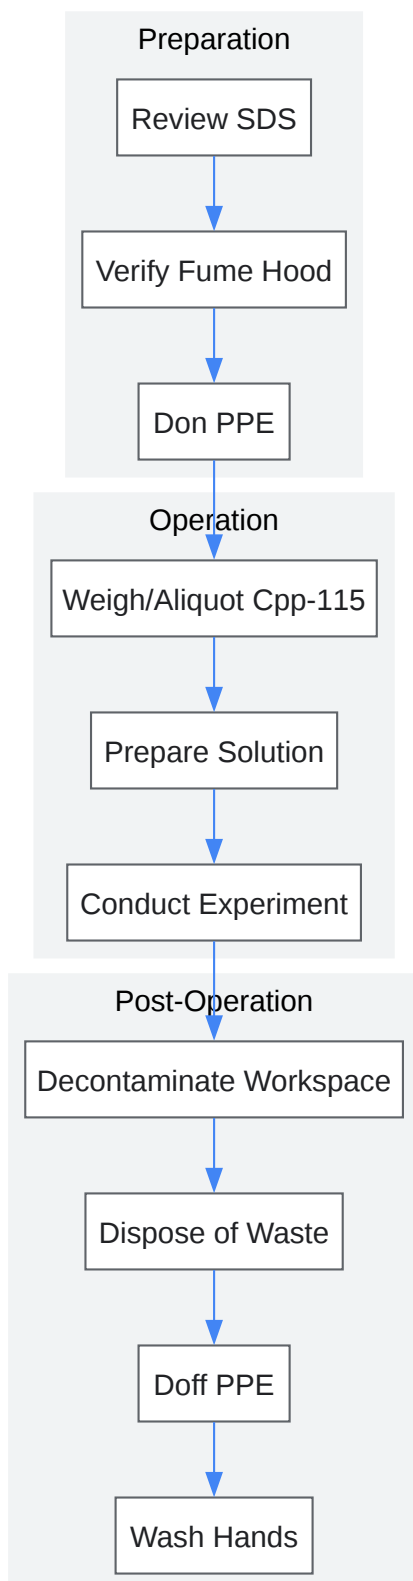 Preparation
Review SDS
Verify Fume Hood
Don PPE
Operation
Weigh/Aliquot Cpp-115
Prepare Solution
Conduct Experiment
Post-Operation
Decontaminate Workspace
Dispose of Waste
Doff PPE
Wash Hands